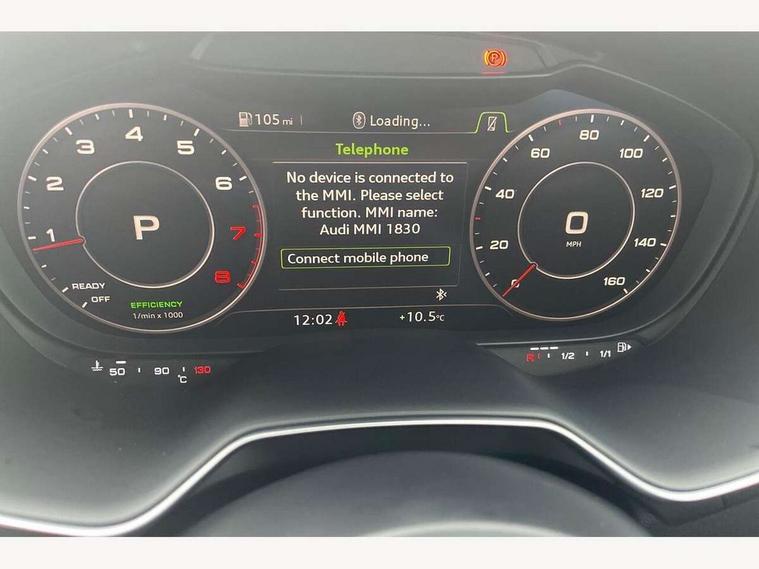 P
105 mi
Loading...
Telephone
No device is connected to
the MMI. Please select
function. MMI name:
Audi MMI 1830
Connect mobile phone
1
2
3
4
5
6
7
8
P
READY
OFF
EFFICIENCY
1/min x 1000
0
20
40
60
80
100
120
140
160
0
MPH
12:02
+10.5°C
50 90 130
°C
R 1/2 1/1